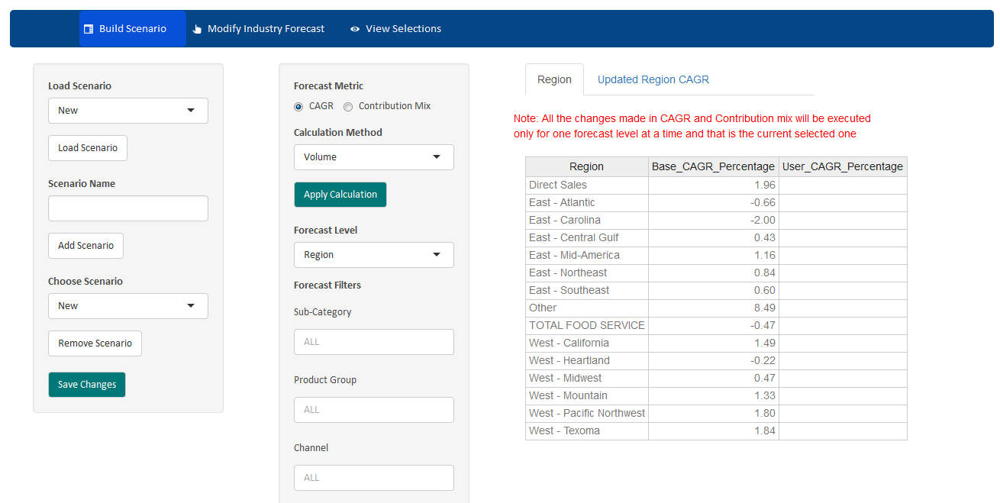 Build Scenario Modify Industry Forecast View Selections
Load Scenario
New
Load Scenario
Scenario Name
Add Scenario
Choose Scenario
New
Remove Scenario
Save Changes
Forecast Metric
CAGR Contribution Mix
Calculation Method
Volume
Apply Calculation
Forecast Level
Region
Forecast Filters
Sub-Category
ALL
Product Group
ALL
Channel
ALL
Region Updated Region CAGR
Note: All the changes made in CAGR and Contribution mix will be executed
only for one forecast level at a time and that is the current selected one
Region Base_CAGR_Percentage User_CAGR_Percentage
Direct Sales 1.96
East - Atlantic -0.66
East - Carolina -2.00
East - Central Gulf 0.43
East - Mid-America 1.16
East - Northeast 0.84
East - Southeast 0.60
Other 8.49
TOTAL FOOD SERVICE -0.47
West - California 1.49
West - Heartland -0.22
West - Midwest 0.47
West - Mountain 1.33
West - Pacific Northwest 1.80
West - Texoma 1.84